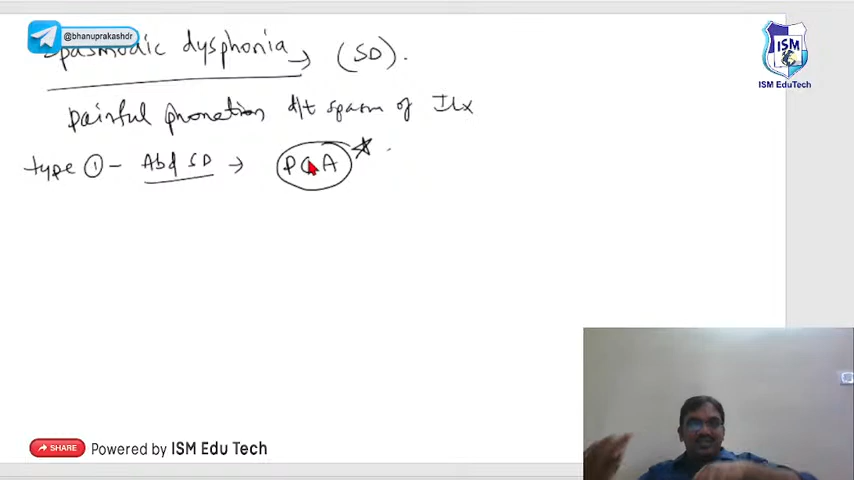 @bhanuprakashdr
Spasmodic dysphonia → (SD).
ISM
ISM EduTech
painful phonation d/t spasm of ILx
type ① - Abd SD → PCA
SHARE Powered by ISM Edu Tech